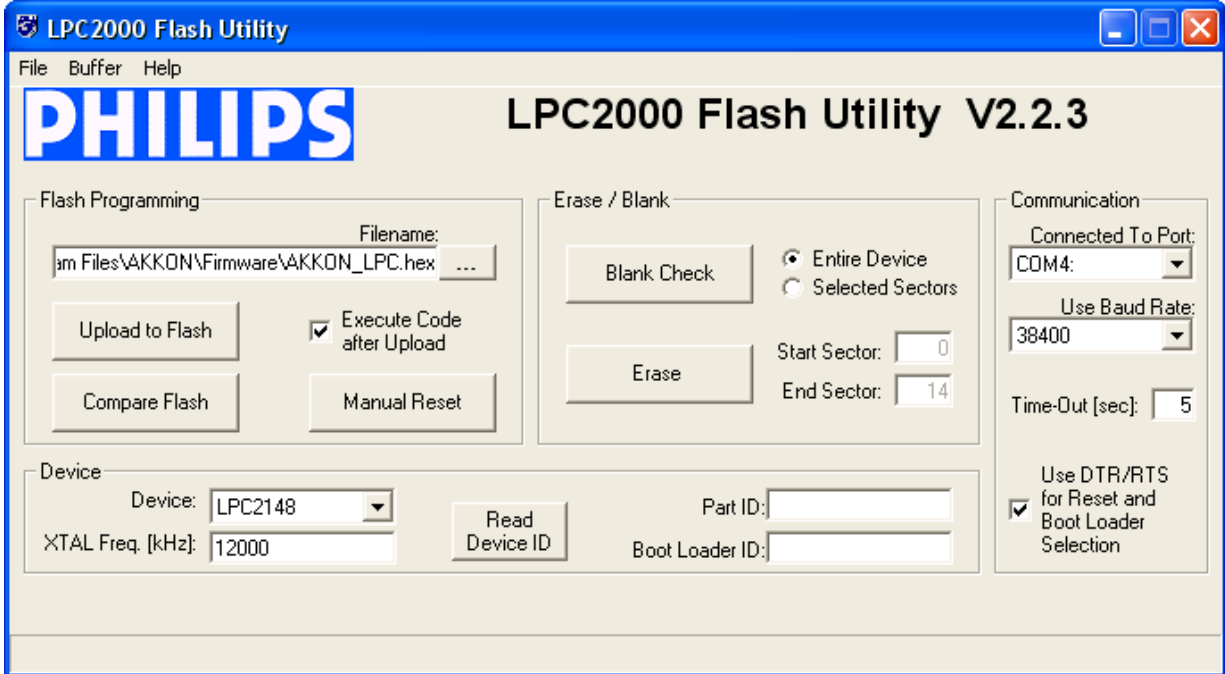 LPC2000 Flash Utility
File Buffer Help
PHILIPS
LPC2000 Flash Utility V2.2.3
Flash Programming
Filename:
am Files\AKKON\Firmware\AKKON_LPC.hex ...
Upload to Flash
Execute Code
after Upload
Compare Flash
Manual Reset
Erase / Blank
Blank Check
Entire Device
Selected Sectors
Erase
Start Sector: 0
End Sector: 14
Communication
Connected To Port:
COM4:
Use Baud Rate:
38400
Time-Out [sec]: 5
Use DTR/RTS
for Reset and
Boot Loader
Selection
Device
Device: LPC2148
XTAL Freq. [kHz]: 12000
Read
Device ID
Part ID:
Boot Loader ID: